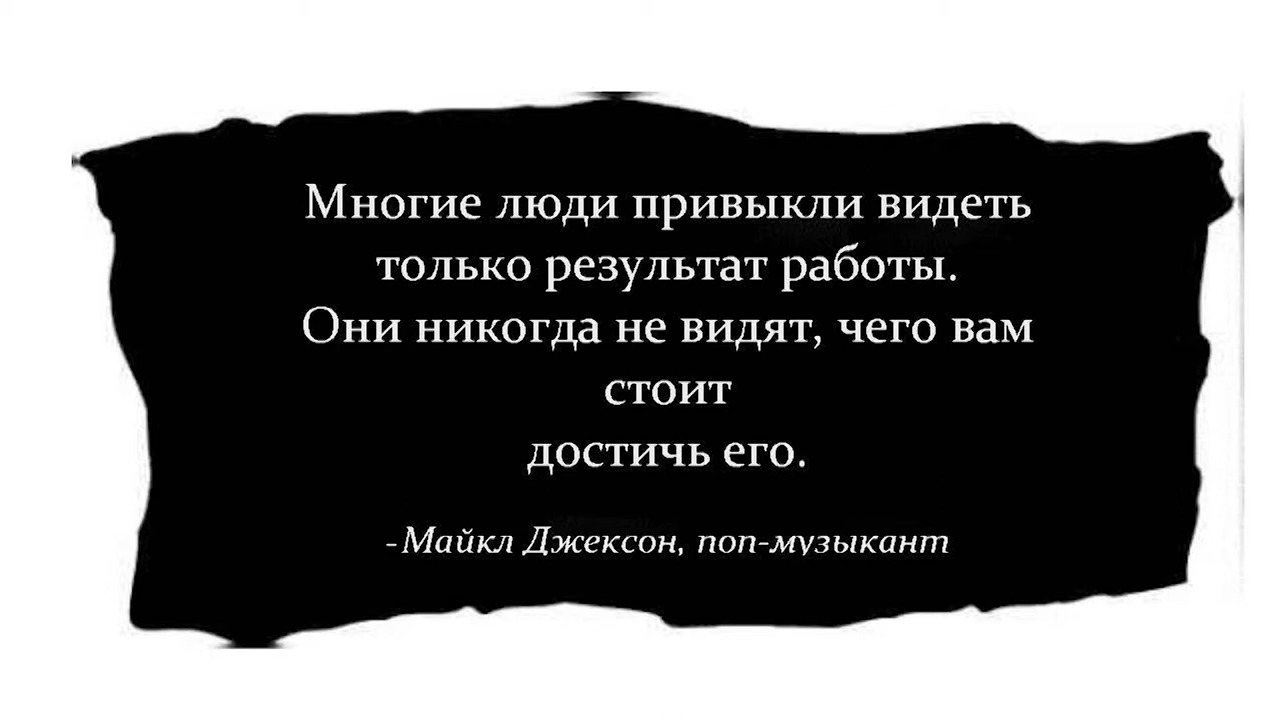 Многие люди привыкли видеть
только результат работы.
Они никогда не видят, чего вам
стоит
достичь его.
-Майкл Джексон, поп-музыкант